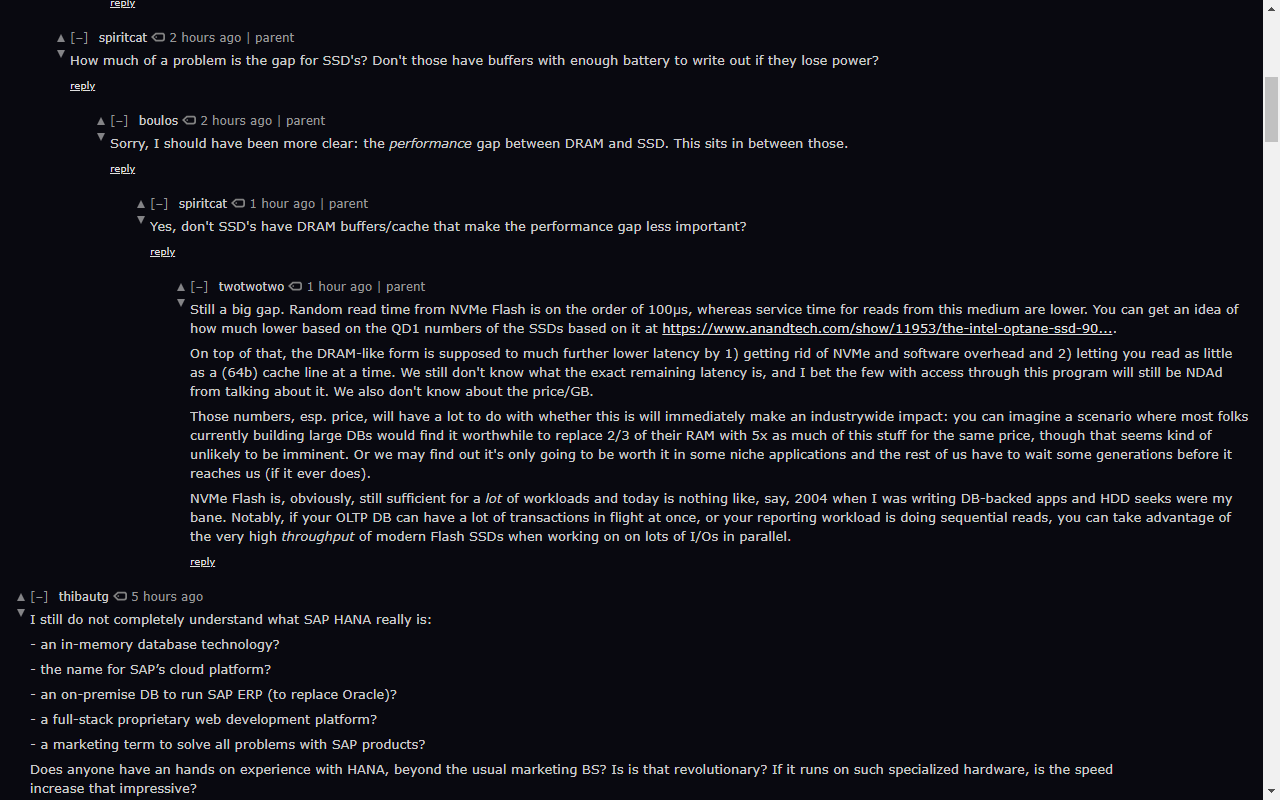 reply
▲ [–] spiritcat 2 hours ago | parent
▼ How much of a problem is the gap for SSD's? Don't those have buffers with enough battery to write out if they lose power?
reply
▲ [–] boulos 2 hours ago | parent
▼ Sorry, I should have been more clear: the performance gap between DRAM and SSD. This sits in between those.
reply
▲ [–] spiritcat 1 hour ago | parent
▼ Yes, don't SSD's have DRAM buffers/cache that make the performance gap less important?
reply
▲ [–] twotwotwo 1 hour ago | parent
▼ Still a big gap. Random read time from NVMe Flash is on the order of 100µs, whereas service time for reads from this medium are lower. You can get an idea of
how much lower based on the QD1 numbers of the SSDs based on it at https://www.anandtech.com/show/11953/the-intel-optane-ssd-90....
On top of that, the DRAM-like form is supposed to much further lower latency by 1) getting rid of NVMe and software overhead and 2) letting you read as little
as a (64b) cache line at a time. We still don't know what the exact remaining latency is, and I bet the few with access through this program will still be NDAd
from talking about it. We also don't know about the price/GB.
Those numbers, esp. price, will have a lot to do with whether this is will immediately make an industrywide impact: you can imagine a scenario where most folks
currently building large DBs would find it worthwhile to replace 2/3 of their RAM with 5x as much of this stuff for the same price, though that seems kind of
unlikely to be imminent. Or we may find out it's only going to be worth it in some niche applications and the rest of us have to wait some generations before it
reaches us (if it ever does).
NVMe Flash is, obviously, still sufficient for a lot of workloads and today is nothing like, say, 2004 when I was writing DB-backed apps and HDD seeks were my
bane. Notably, if your OLTP DB can have a lot of transactions in flight at once, or your reporting workload is doing sequential reads, you can take advantage of
the very high throughput of modern Flash SSDs when working on on lots of I/Os in parallel.
reply
▲ [–] thibautg 5 hours ago
▼ I still do not completely understand what SAP HANA really is:
- an in-memory database technology?
- the name for SAP’s cloud platform?
- an on-premise DB to run SAP ERP (to replace Oracle)?
- a full-stack proprietary web development platform?
- a marketing term to solve all problems with SAP products?
Does anyone have an hands on experience with HANA, beyond the usual marketing BS? Is is that revolutionary? If it runs on such specialized hardware, is the speed
increase that impressive?